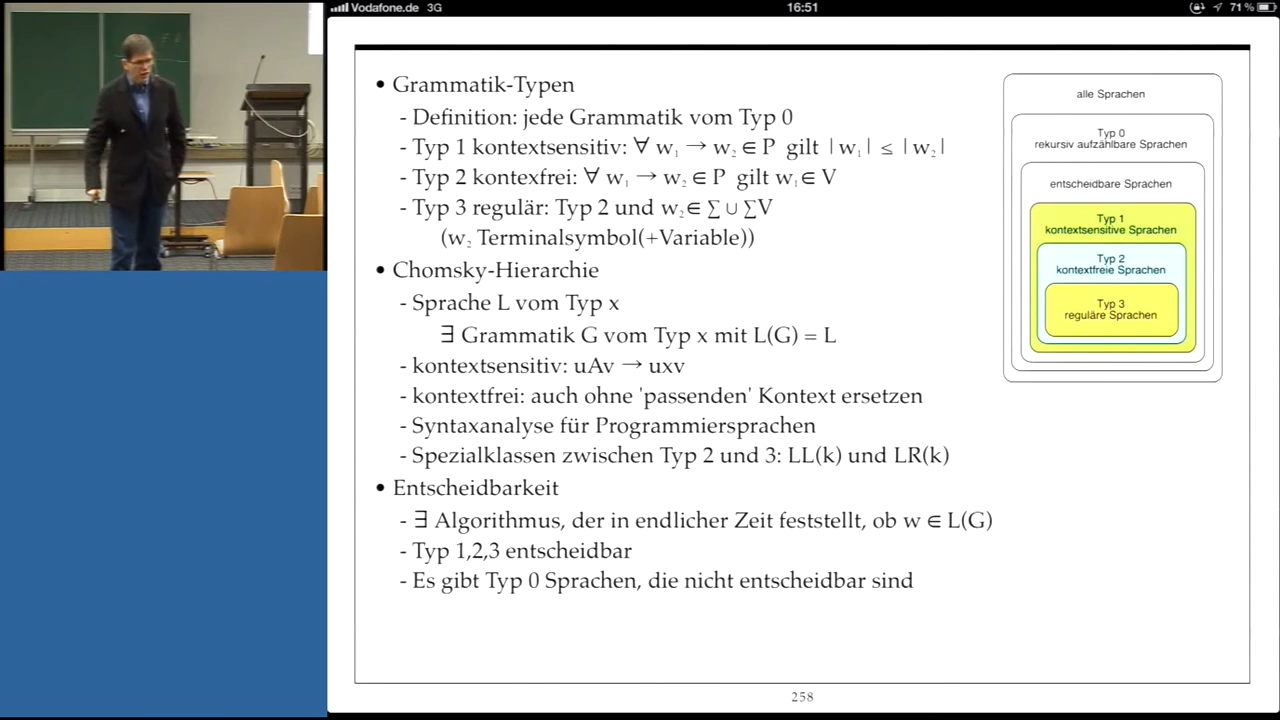 Vodafone.de 3G 16:51 71 %
• Grammatik-Typen
- Definition: jede Grammatik vom Typ 0
- Typ 1 kontextsensitiv: ∀ w₁ → w₂ ∈ P gilt |w₁| ≤ |w₂|
- Typ 2 kontexfrei: ∀ w₁ → w₂ ∈ P gilt w₁ ∈ V
- Typ 3 regulär: Typ 2 und w₂ ∈ ∑ ∪ ∑V
(w₂ Terminalsymbol(+Variable))
• Chomsky-Hierarchie
- Sprache L vom Typ x
∃ Grammatik G vom Typ x mit L(G) = L
- kontextsensitiv: uAv → uxv
- kontextfrei: auch ohne 'passenden' Kontext ersetzen
- Syntaxanalyse für Programmiersprachen
- Spezialklassen zwischen Typ 2 und 3: LL(k) und LR(k)
• Entscheidbarkeit
- ∃ Algorithmus, der in endlicher Zeit feststellt, ob w ∈ L(G)
- Typ 1,2,3 entscheidbar
- Es gibt Typ 0 Sprachen, die nicht entscheidbar sind
alle Sprachen
Typ 0
rekursiv aufzählbare Sprachen
entscheidbare Sprachen
Typ 1
kontextsensitive Sprachen
Typ 2
kontextfreie Sprachen
Typ 3
reguläre Sprachen
258